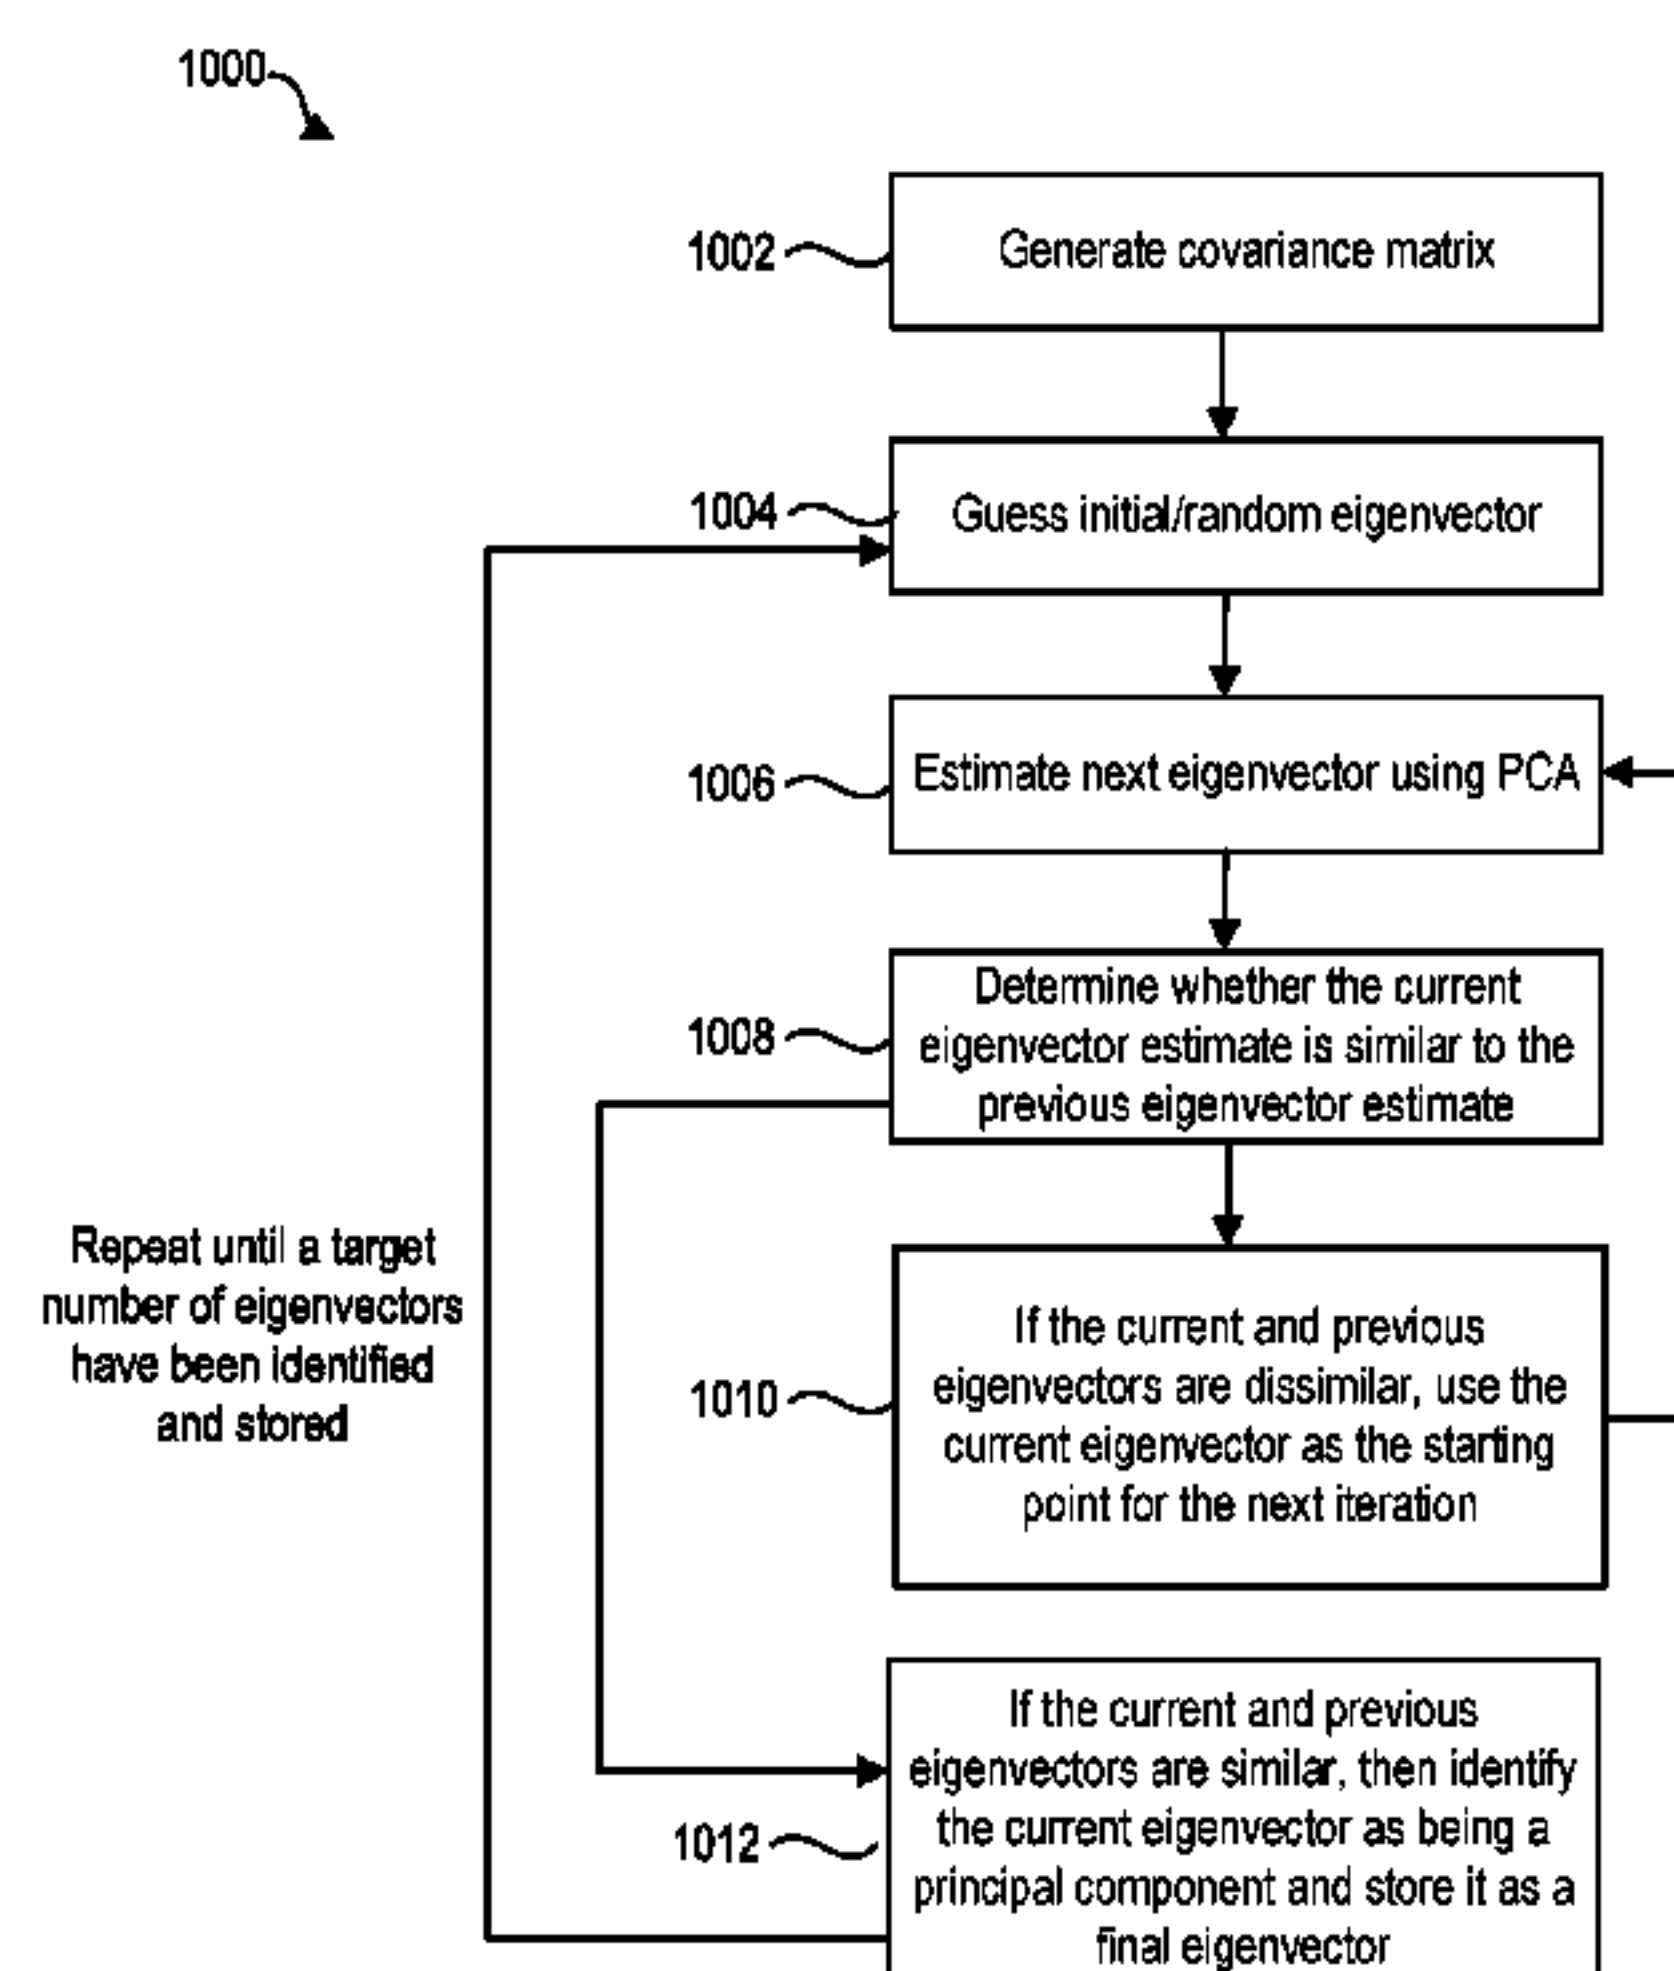 1000
1002
Generate covariance matrix
1004
Guess initial/random eigenvector
1006
Estimate next eigenvector using PCA
1008
Determine whether the current
eigenvector estimate is similar to the
previous eigenvector estimate
Repeat until a target
number of eigenvectors
have been identified
and stored
1010
If the current and previous
eigenvectors are dissimilar, use the
current eigenvector as the starting
point for the next iteration
1012
If the current and previous
eigenvectors are similar, then identify
the current eigenvector as being a
principal component and store it as a
final eigenvector